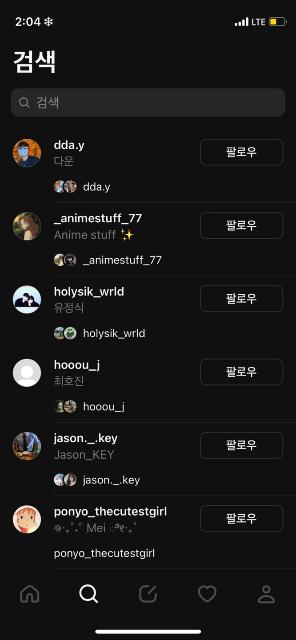 2:04
LTE
검색
검색
dda.y
다운
팔로우
dda.y
_animestuff_77
Anime stuff ✨
팔로우
_animestuff_77
holysik_wrld
유정식
팔로우
holysik_wrld
hooou_j
최호진
팔로우
hooou_j
jason._.key
Jason_KEY
팔로우
jason._.key
ponyo_thecutestgirl
Mei
팔로우
ponyo_thecutestgirl